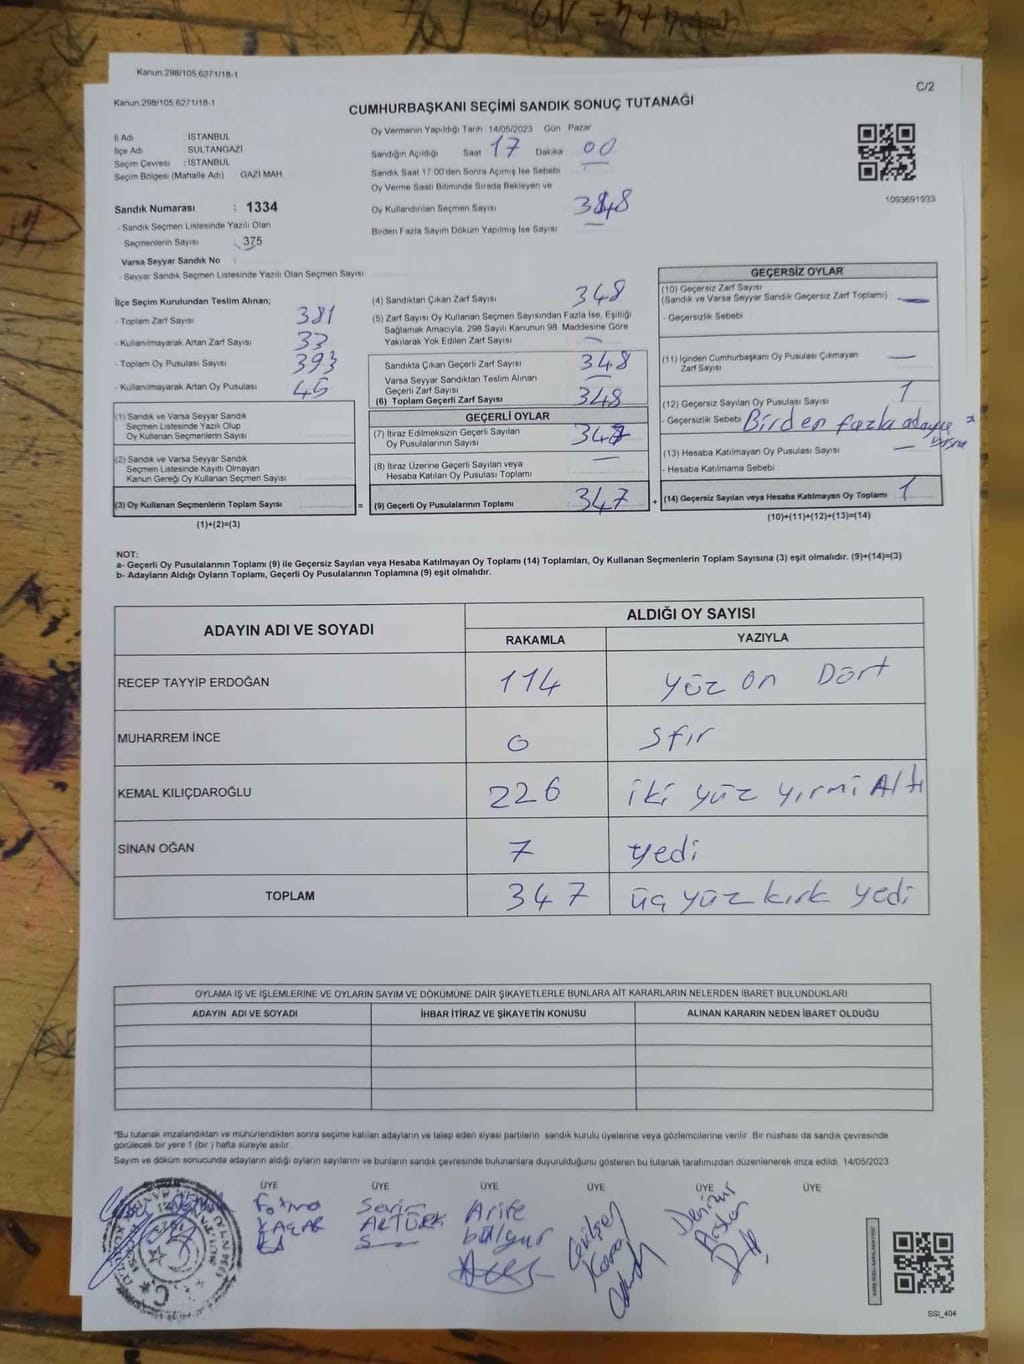 Kanun.298/105.6271/18-1
Kanun.298/105.6271/18-1
C/2
CUMHURBAŞKANI SEÇİMİ SANDIK SONUÇ TUTANAĞI
İl Adı İSTANBUL
İlçe Adı SULTANGAZİ
Seçim Çevresi : İSTANBUL
Seçim Bölgesi (Mahalle Adı) GAZİ MAH
Oy Vermenin Yapıldığı Tarih 14/05/2023 Gün Pazar
Sandığın Açıldığı Saat 17 Dakika 00
Sandık Saat 17:00'den Sonra Açımış İse Sebebi
Oy Verme Saati Bitiminde Sırada Bekleyen ve
Oy Kullandırılan Seçmen Sayısı 348
Birden Fazla Sayım Döküm Yapılmış İse Sayısı
1093691933
Sandık Numarası : 1334
- Sandık Seçmen Listesinde Yazılı Olan
Seçmenlerin Sayısı : 375
Varsa Seyyar Sandık No
- Seyyar Sandık Seçmen Listesinde Yazılı Olan Seçmen Sayısı
İlçe Seçim Kurulundan Teslim Alınan;
- Toplam Zarf Sayısı 381
- Kullanılmayarak Artan Zarf Sayısı 33
- Toplam Oy Pusulası Sayısı 393
- Kullanılmayarak Artan Oy Pusulası 45
(1) Sandık ve Varsa Seyyar Sandık
Seçmen Listesinde Yazılı Olup
Oy Kullanan Seçmenlerin Sayısı
(2) Sandık ve Varsa Seyyar Sandık
Seçmen Listesinde Kayıtlı Olmayan
Kanun Gereği Oy Kullanan Seçmen Sayısı
(3) Oy Kullanan Seçmenlerin Toplam Sayısı =
(1)+(2)=(3)
(4) Sandıktan Çıkan Zarf Sayısı 348
(5) Zarf Sayısı Oy Kullanan Seçmen Sayısından Fazla İse, Eşitliği
Sağlamak Amacıyla, 298 Sayılı Kanunun 98. Maddesine Göre
Yakılarak Yok Edilen Zarf Sayısı
Sandıkta Çıkan Geçerli Zarf Sayısı 348
Varsa Seyyar Sandıktan Teslim Alınan
Geçerli Zarf Sayısı
(6) Toplam Geçerli Zarf Sayısı 348
GEÇERLİ OYLAR
(7) İtiraz Edilmeksizin Geçerli Sayılan
Oy Pusulalarının Sayısı 347
(8) İtiraz Üzerine Geçerli Sayılan veya
Hesaba Katılan Oy Pusulası Toplamı
(9) Geçerli Oy Pusulalarının Toplamı 347 +
GEÇERSİZ OYLAR
(10) Geçersiz Zarf Sayısı
(Sandık ve Varsa Seyyar Sandık Geçersiz Zarf Toplamı)
- Geçersizlik Sebebi
(11) İçinden Cumhurbaşkanı Oy Pusulası Çıkmayan
Zarf Sayısı
(12) Geçersiz Sayılan Oy Pusulası Sayısı 1
- Geçersizlik Sebebi Birden fazla adaya
(13) Hesaba Katılmayan Oy Pusulası Sayısı
- Hesaba Katılmama Sebebi
(14) Geçersiz Sayılan veya Hesaba Katılmayan Oy Toplamı 1
(10)+(11)+(12)+(13)=(14)
NOT:
a- Geçerli Oy Pusulalarının Toplamı (9) ile Geçersiz Sayılan veya Hesaba Katılmayan Oy Toplamı (14) Toplamları, Oy Kullanan Seçmenlerin Toplam Sayısına (3) eşit olmalıdır. (9)+(14)=(3)
b- Adayların Aldığı Oyların Toplamı, Geçerli Oy Pusulalarının Toplamına (9) eşit olmalıdır.
ADAYIN ADI VE SOYADI
ALDIĞI OY SAYISI
RAKAMLA YAZIYLA
RECEP TAYYİP ERDOĞAN 114 yüz on Dört
MUHARREM İNCE 0 Sfır
KEMAL KILIÇDAROĞLU 226 iki yüz yirmi Altı
SİNAN OĞAN 7 yedi
TOPLAM 347 üç yüz kırk yedi
OYLAMA İŞ VE İŞLEMLERİNE VE OYLARIN SAYIM VE DÖKÜMÜNE DAİR ŞİKAYETLERLE BUNLARA AİT KARARLARIN NELERDEN İBARET BULUNDUKLARI
ADAYIN ADI VE SOYADI İHBAR İTİRAZ VE ŞİKAYETİN KONUSU ALINAN KARARIN NEDEN İBARET OLDUĞU
"Bu tutanak imzalandıktan ve mühürlendikten sonra seçime katılan adayların ve talep eden siyasi partilerin sandık kurulu üyelerine veya gözlemcilerine verilir. Bir nüshası da sandık çevresinde
görülecek bir yere 1 (bir) hafta süreyle asılır.
Sayım ve döküm sonucunda adayların aldığı oyların sayılarını ve bunların sandık çevresinde bulunanlara duyurulduğunu gösteren bu tutanak tarafımızdan düzenlenerek imza edildi. 14/05/2023
ÜYE ÜYE ÜYE ÜYE ÜYE ÜYE
Fatma
KAÇAR
Sevim
AKTÜRK
Arife
bulgur
Gülşen
Kara
Denizur
Arslan
SSI_404